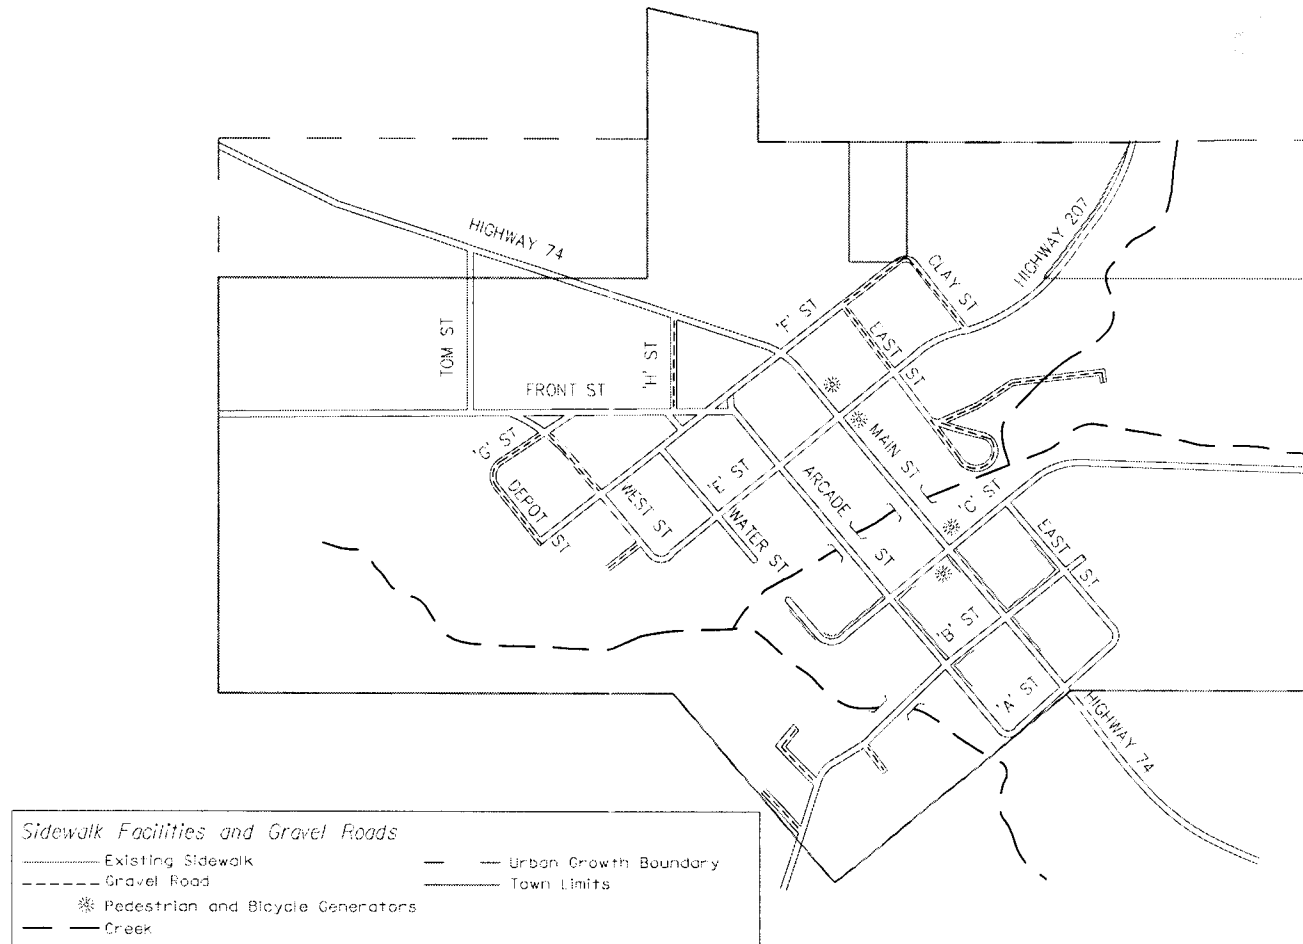 HIGHWAY 74
HIGHWAY 207
CLAY ST
'F' ST
EAST ST
TOM ST
'H' ST
FRONT ST
MAIN ST
'G' ST
DEPOT ST
WEST ST
'E' ST
WATER ST
ARCADE ST
'C' ST
EAST ST
'B' ST
'A' ST
HIGHWAY 74
Sidewalk Facilities and Gravel Roads
Existing Sidewalk
Gravel Road
Pedestrian and Bicycle Generators
Creek
Urban Growth Boundary
Town Limits